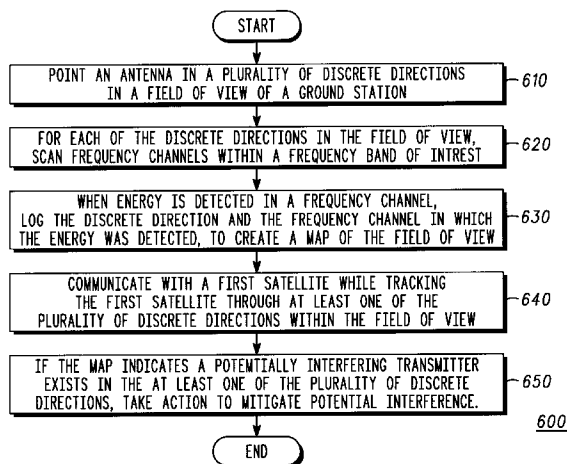 START
POINT AN ANTENNA IN A PLURALITY OF DISCRETE DIRECTIONS
IN A FIELD OF VIEW OF A GROUND STATION
610
FOR EACH OF THE DISCRETE DIRECTIONS IN THE FIELD OF VIEW,
SCAN FREQUENCY CHANNELS WITHIN A FREQUENCY BAND OF INTREST
620
WHEN ENERGY IS DETECTED IN A FREQUENCY CHANNEL,
LOG THE DISCRETE DIRECTION AND THE FREQUENCY CHANNEL IN WHICH
THE ENERGY WAS DETECTED, TO CREATE A MAP OF THE FIELD OF VIEW
630
COMMUNICATE WITH A FIRST SATELLITE WHILE TRACKING
THE FIRST SATELLITE THROUGH AT LEAST ONE OF THE
PLURALITY OF DISCRETE DIRECTIONS WITHIN THE FIELD OF VIEW
640
IF THE MAP INDICATES A POTENTIALLY INTERFERING TRANSMITTER
EXISTS IN THE AT LEAST ONE OF THE PLURALITY OF DISCRETE
DIRECTIONS, TAKE ACTION TO MITIGATE POTENTIAL INTERFERENCE.
650
600
END